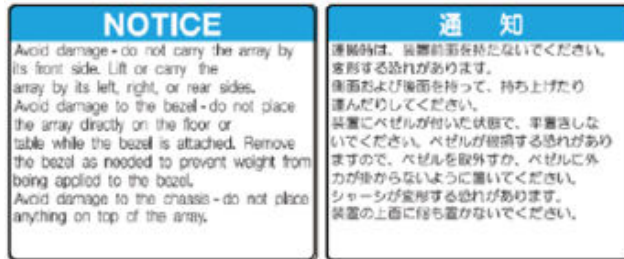 NOTICE
Avoid damage - do not carry the array by
its front side. Lift or carry the
array by its left, right, or rear sides.
Avoid damage to the bezel - do not place
the array directly on the floor or
table while the bezel is attached. Remove
the bezel as needed to prevent weight from
being applied to the bezel.
Avoid damage to the chassis - do not place
anything on top of the array.
通 知
運搬時は、装置前面を持たないでください。
変形する恐れがあります。
側面および後面を持って、持ち上げたり
運んだりしてください。
装置にベゼルが付いた状態で、平置きしな
いでください。ベゼルが破損する恐れがあり
ますので、ベゼルを取外すか、ベゼルに外
力が掛からないように置いてください。
シャーシが変形する恐れがあります。
装置の上面に何も置かないでください。